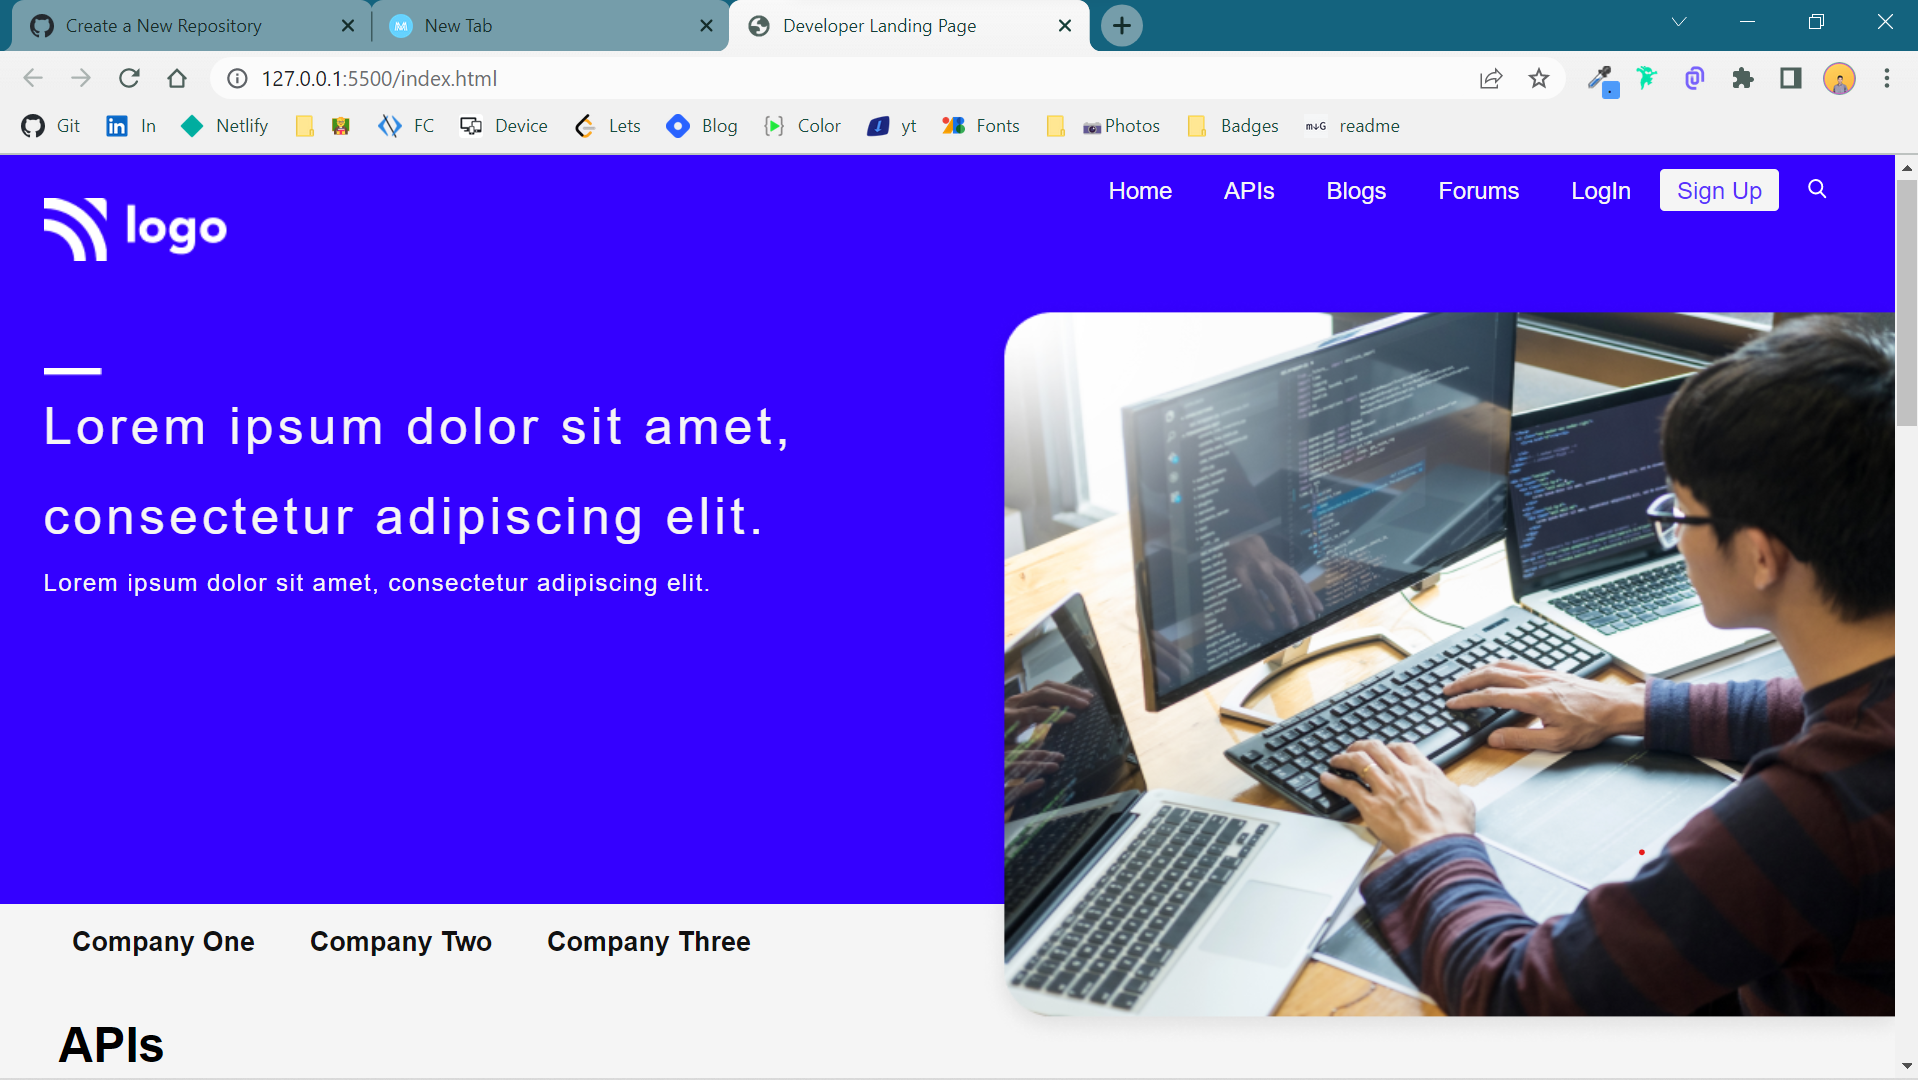 Create a New Repository
New Tab
Developer Landing Page
127.0.0.1:5500/index.html
Git
In
Netlify
FC
Device
Lets
Blog
Color
yt
Fonts
Photos
Badges
M↓G readme
logo
Home
APIs
Blogs
Forums
LogIn
Sign Up
Lorem ipsum dolor sit amet,
consectetur adipiscing elit.
Lorem ipsum dolor sit amet, consectetur adipiscing elit.
Company One
Company Two
Company Three
APIs